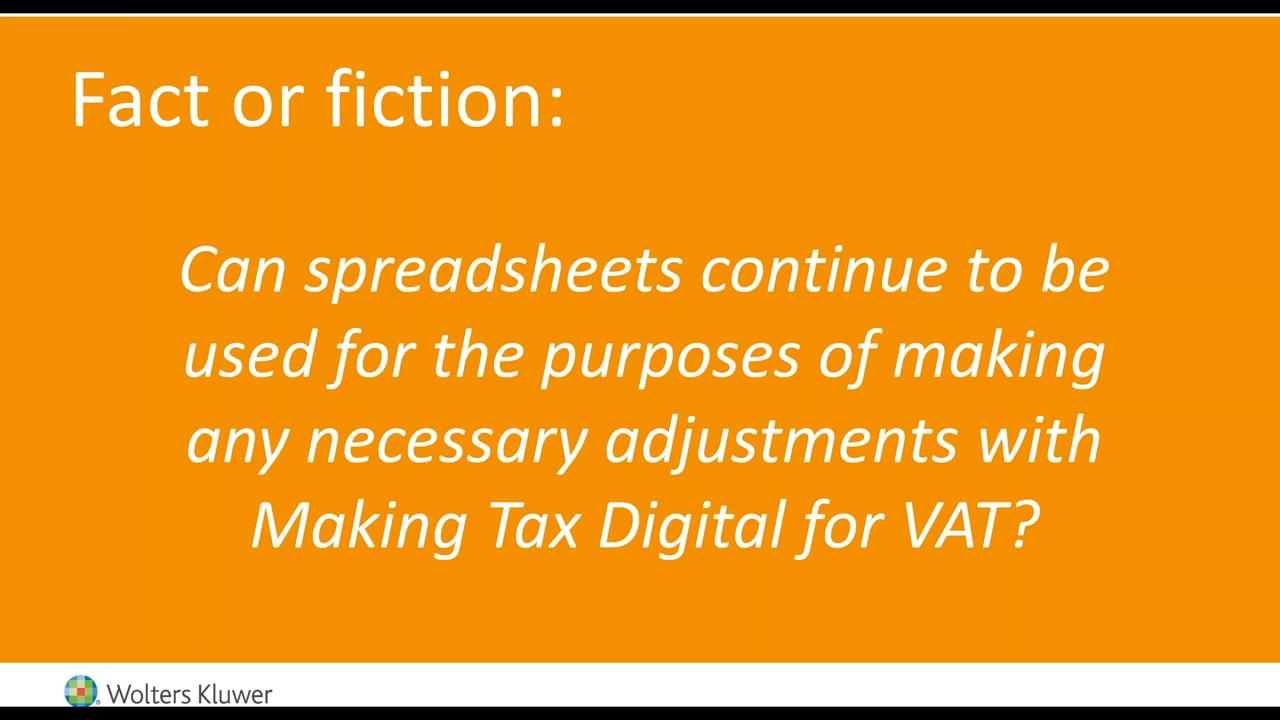 Fact or fiction:
Can spreadsheets continue to be
used for the purposes of making
any necessary adjustments with
Making Tax Digital for VAT?
Wolters Kluwer